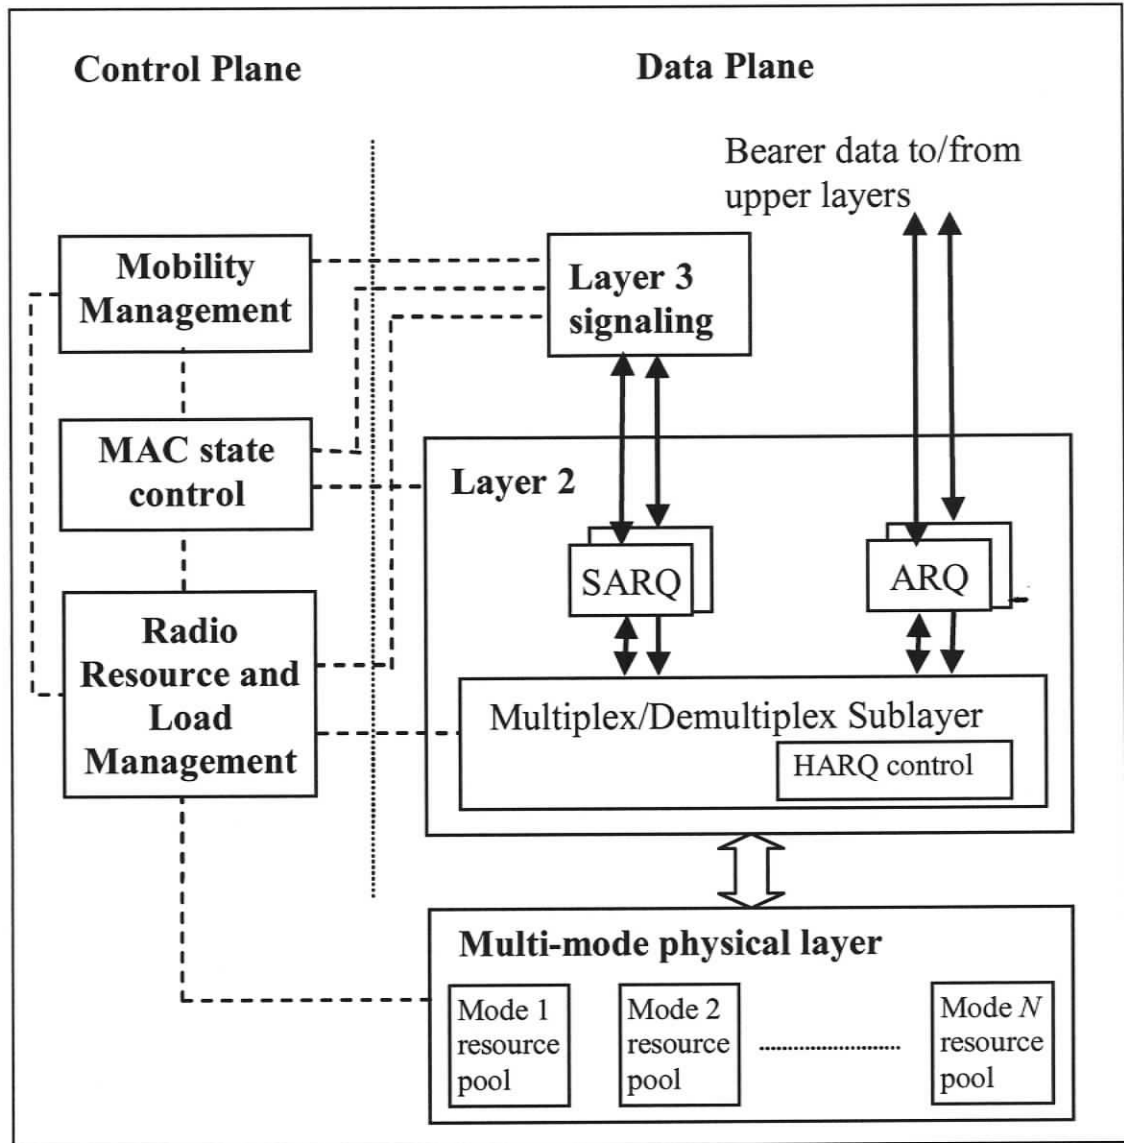 Control Plane
Data Plane
Bearer data to/from
upper layers
Mobility
Management
Layer 3
signaling
MAC state
control
Layer 2
SARQ
ARQ
Radio
Resource and
Load
Management
Multiplex/Demultiplex Sublayer
HARQ control
Multi-mode physical layer
Mode 1
resource
pool
Mode 2
resource
pool
Mode N
resource
pool